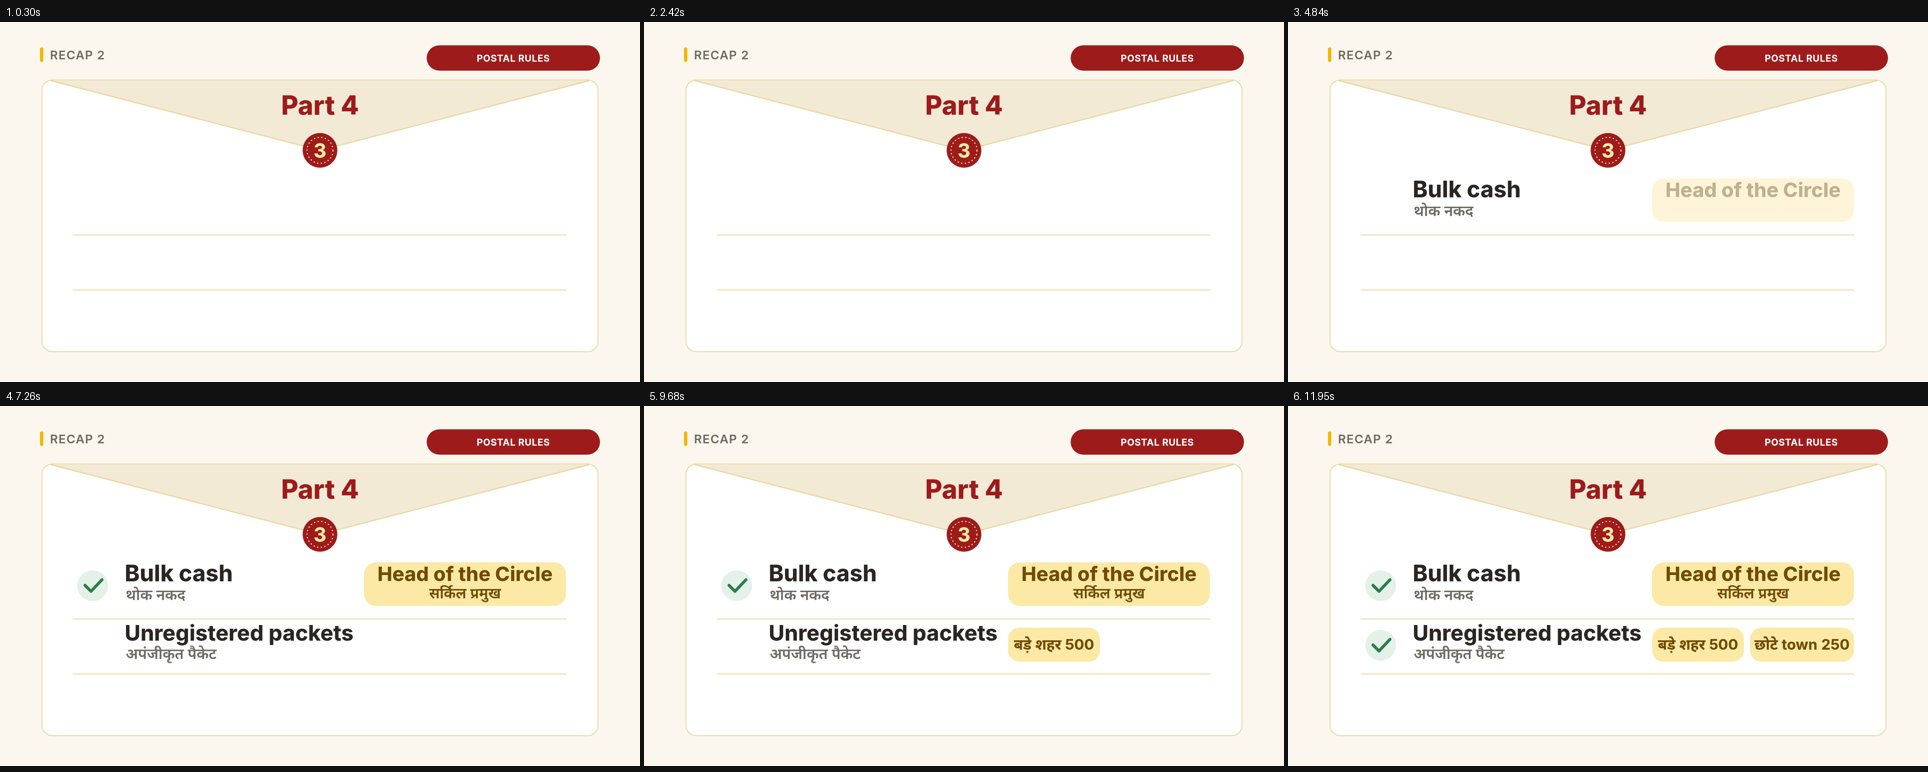 1. 0.30s
RECAP 2
POSTAL RULES
Part 4
3
2. 2.42s
RECAP 2
POSTAL RULES
Part 4
3
3. 4.84s
RECAP 2
POSTAL RULES
Part 4
3
Bulk cash
थोक नकद
Head of the Circle
4. 7.26s
RECAP 2
POSTAL RULES
Part 4
3
Bulk cash
थोक नकद
Head of the Circle
सर्किल प्रमुख
Unregistered packets
अपंजीकृत पैकेट
5. 9.68s
RECAP 2
POSTAL RULES
Part 4
3
Bulk cash
थोक नकद
Head of the Circle
सर्किल प्रमुख
Unregistered packets
अपंजीकृत पैकेट
बड़े शहर 500
6. 11.95s
RECAP 2
POSTAL RULES
Part 4
3
Bulk cash
थोक नकद
Head of the Circle
सर्किल प्रमुख
Unregistered packets
अपंजीकृत पैकेट
बड़े शहर 500
छोटे town 250